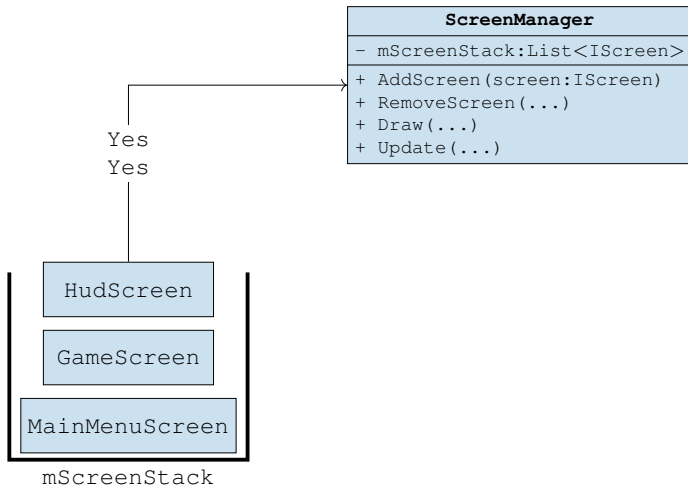 ScreenManager
- mScreenStack:List<IScreen>
+ AddScreen(screen:IScreen)
+ RemoveScreen(...)
+ Draw(...)
+ Update(...)
Yes
Yes
HudScreen
GameScreen
MainMenuScreen
mScreenStack